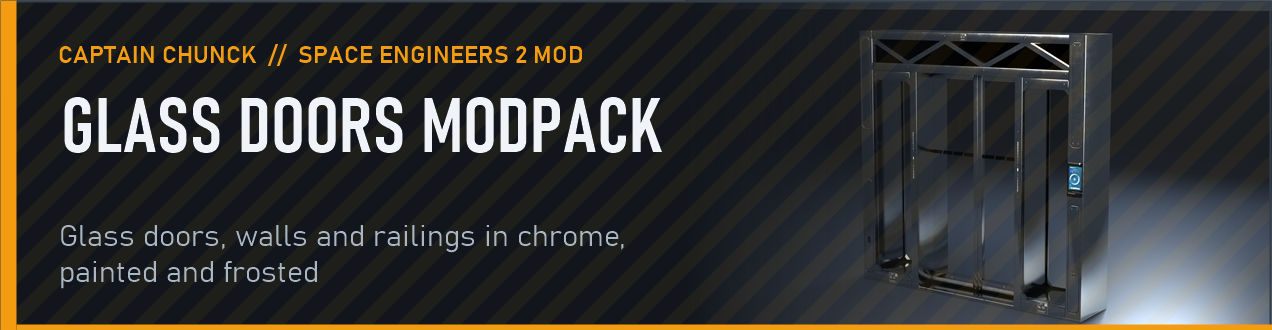 CAPTAIN CHUNCK // SPACE ENGINEERS 2 MOD
GLASS DOORS MODPACK
Glass doors, walls and railings in chrome,
painted and frosted